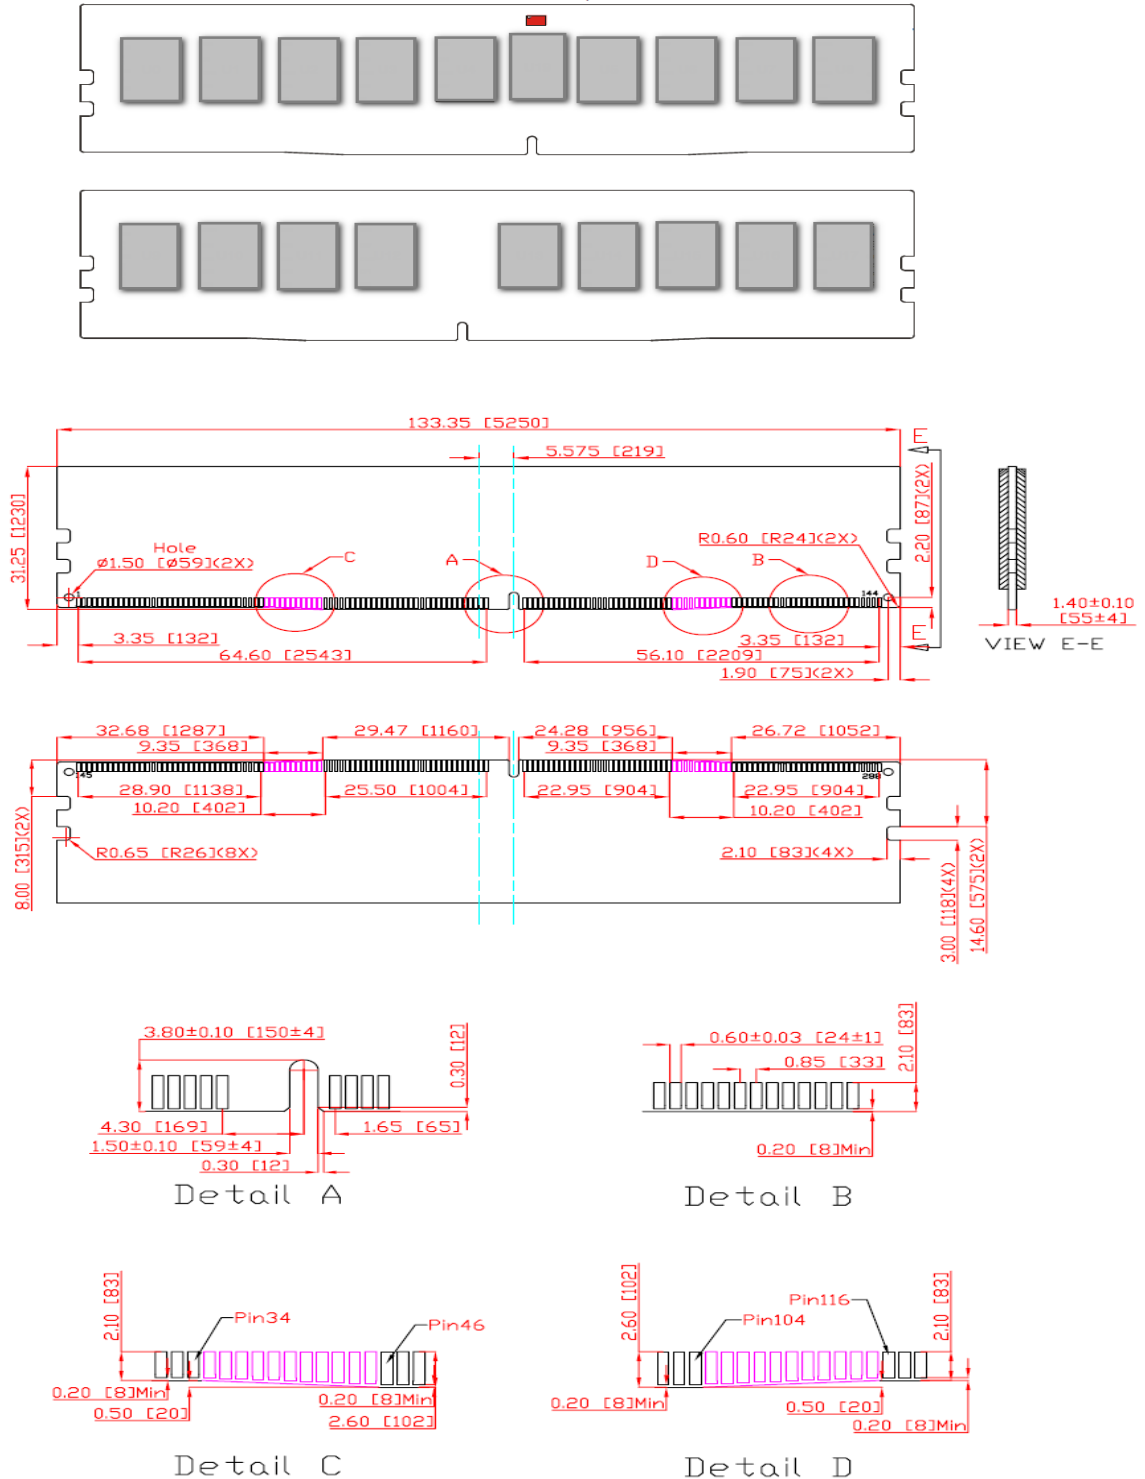 133.35 [5250]
E
5.575 [219]
31.25 [1230]
2.20 [87](2X)
Hole
Ø1.50 [Ø59](2X)
C
A
D
B
R0.60 [R24](2X)
1
144
1.40±0.10
[55±4]
3.35 [132]
3.35 [132]
E
VIEW E-E
64.60 [2543]
56.10 [2209]
1.90 [75](2X)
32.68 [1287]
29.47 [1160]
24.28 [956]
26.72 [1052]
9.35 [368]
9.35 [368]
145
288
28.90 [1138]
25.50 [1004]
22.95 [904]
22.95 [904]
10.20 [402]
10.20 [402]
8.00 [315](2X)
R0.65 [R26](8X)
2.10 [83](4X)
3.00 [118](4X)
14.60 [575](2X)
3.80±0.10 [150±4]
0.30 [12]
4.30 [169]
1.65 [65]
1.50±0.10 [59±4]
0.30 [12]
Detail A
0.60±0.03 [24±1]
2.10 [83]
0.85 [33]
0.20 [8]Min
Detail B
2.10 [83]
Pin34
Pin46
0.20 [8]Min
0.20 [8]Min
0.50 [20]
2.60 [102]
Detail C
2.60 [102]
Pin116
Pin104
2.10 [83]
0.20 [8]Min
0.50 [20]
0.20 [8]Min
Detail D